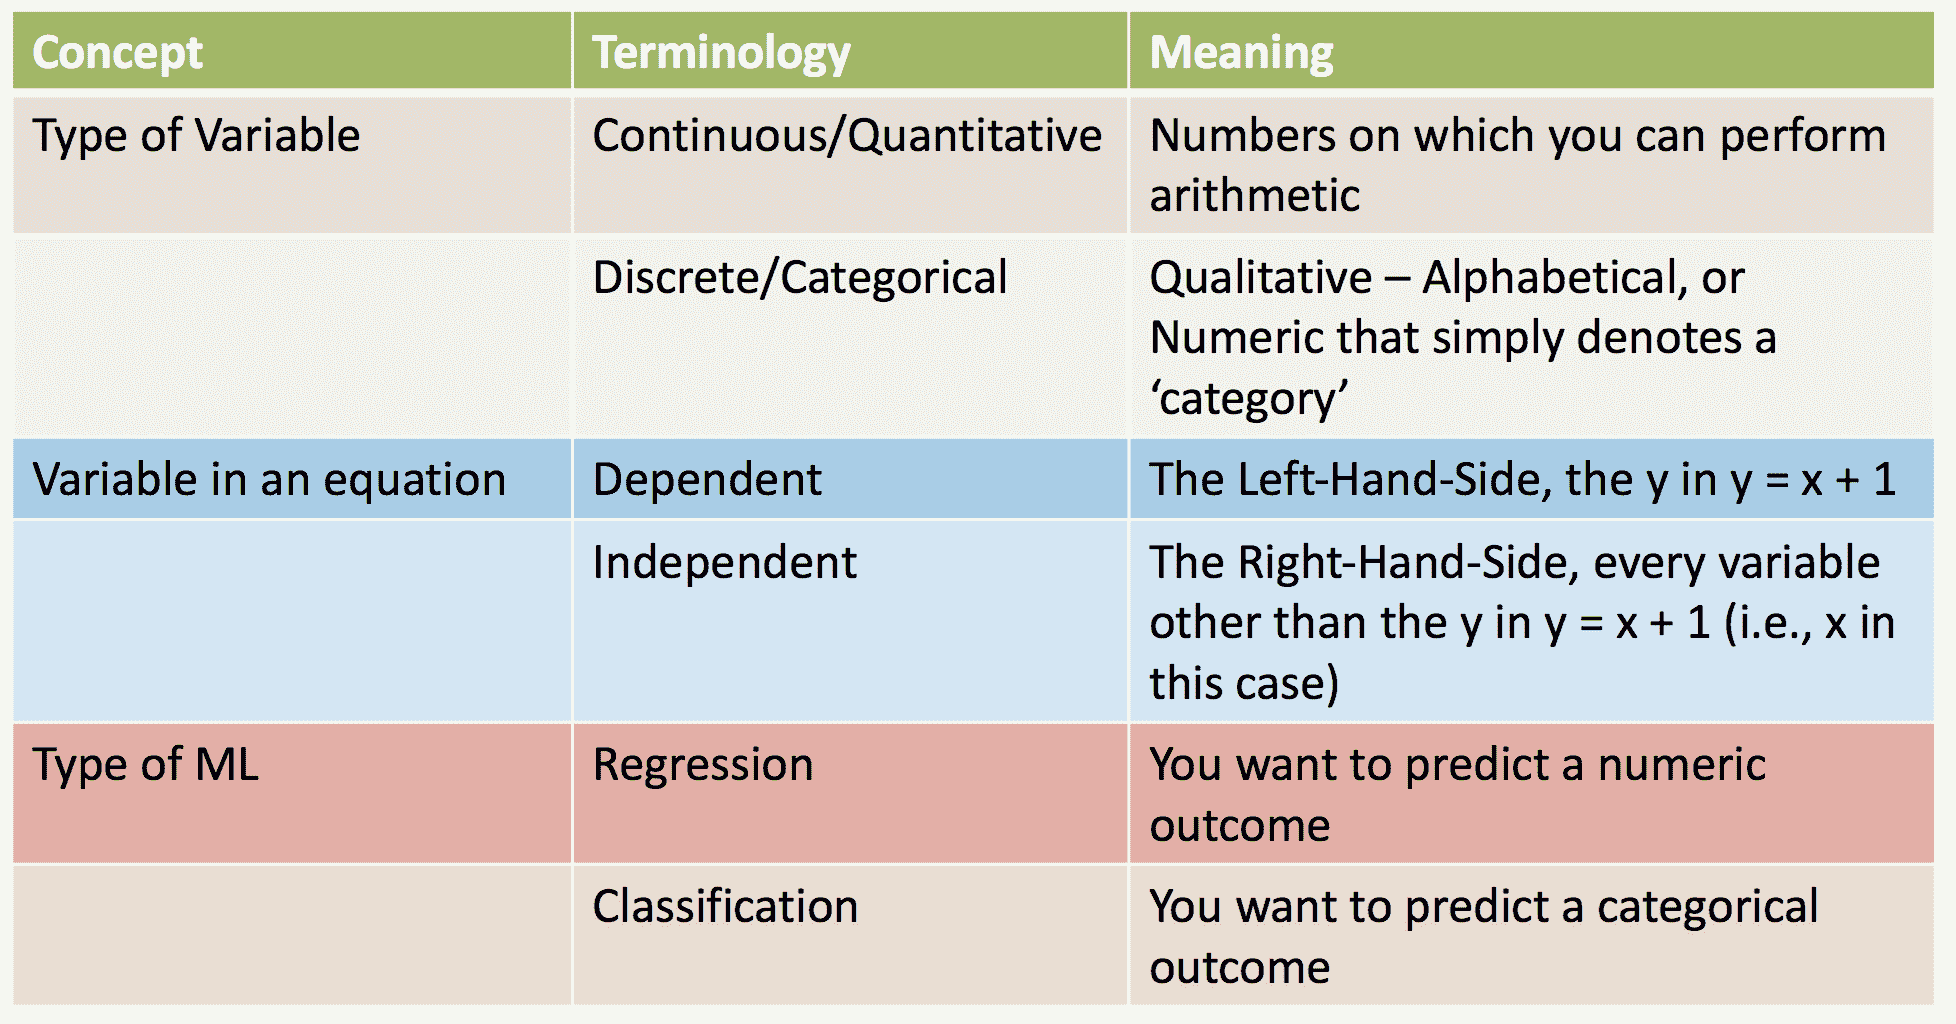 Concept Terminology Meaning
Type of Variable Continuous/Quantitative Numbers on which you can perform
arithmetic
Discrete/Categorical Qualitative – Alphabetical, or
Numeric that simply denotes a
‘category’
Variable in an equation Dependent The Left-Hand-Side, the y in y = x + 1
Independent The Right-Hand-Side, every variable
other than the y in y = x + 1 (i.e., x in
this case)
Type of ML Regression You want to predict a numeric
outcome
Classification You want to predict a categorical
outcome